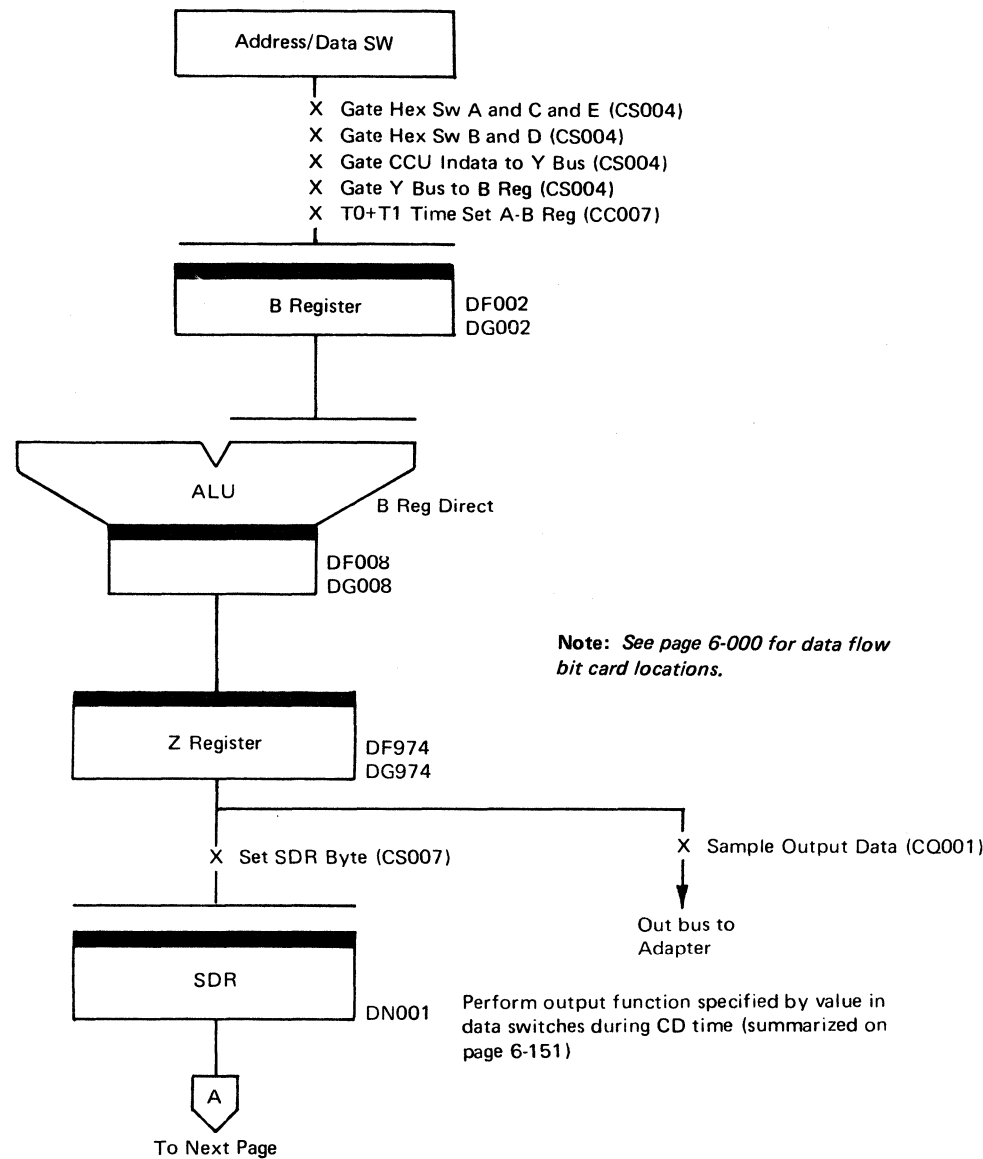 Address/Data SW
X Gate Hex Sw A and C and E (CS004)
X Gate Hex Sw B and D (CS004)
X Gate CCU Indata to Y Bus (CS004)
X Gate Y Bus to B Reg (CS004)
X T0+T1 Time Set A-B Reg (CC007)
B Register
DF002
DG002
ALU
B Reg Direct
DF008
DG008
Note: See page 6-000 for data flow
bit card locations.
Z Register
DF974
DG974
X Set SDR Byte (CS007)
X Sample Output Data (CQ001)
Out bus to
Adapter
SDR
DN001
Perform output function specified by value in
data switches during CD time (summarized on
page 6-151)
A
To Next Page